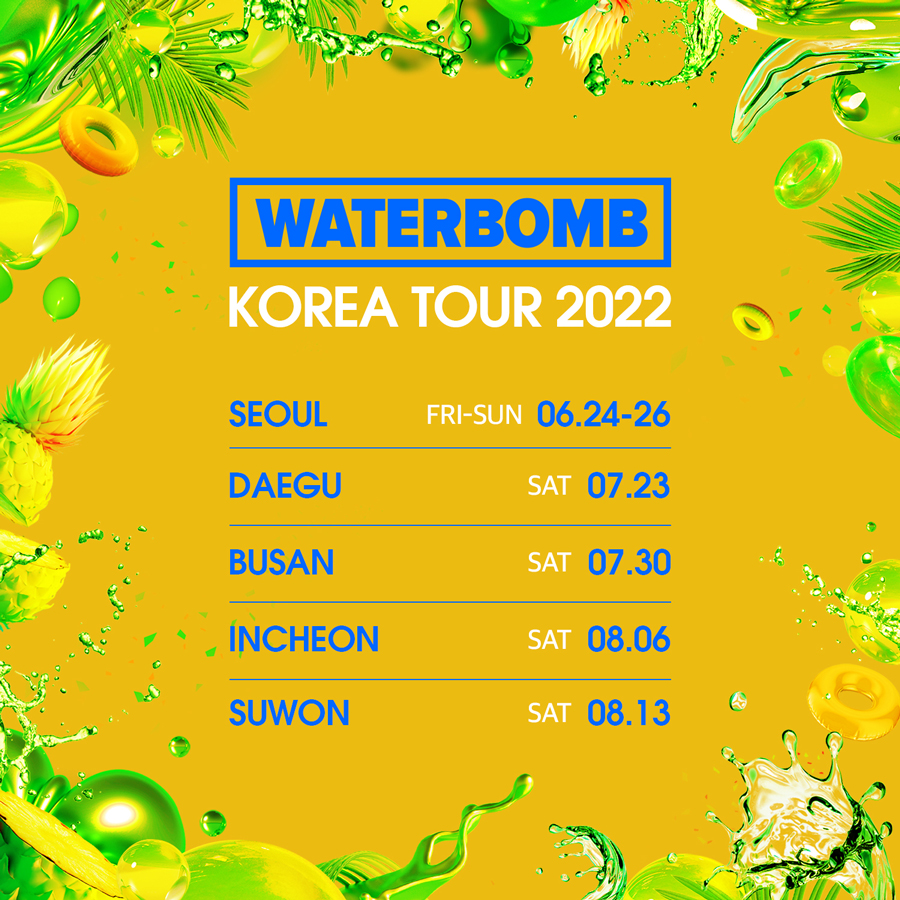 WATERBOMB
KOREA TOUR 2022
SEOUL FRI-SUN 06.24-26
DAEGU SAT 07.23
BUSAN SAT 07.30
INCHEON SAT 08.06
SUWON SAT 08.13